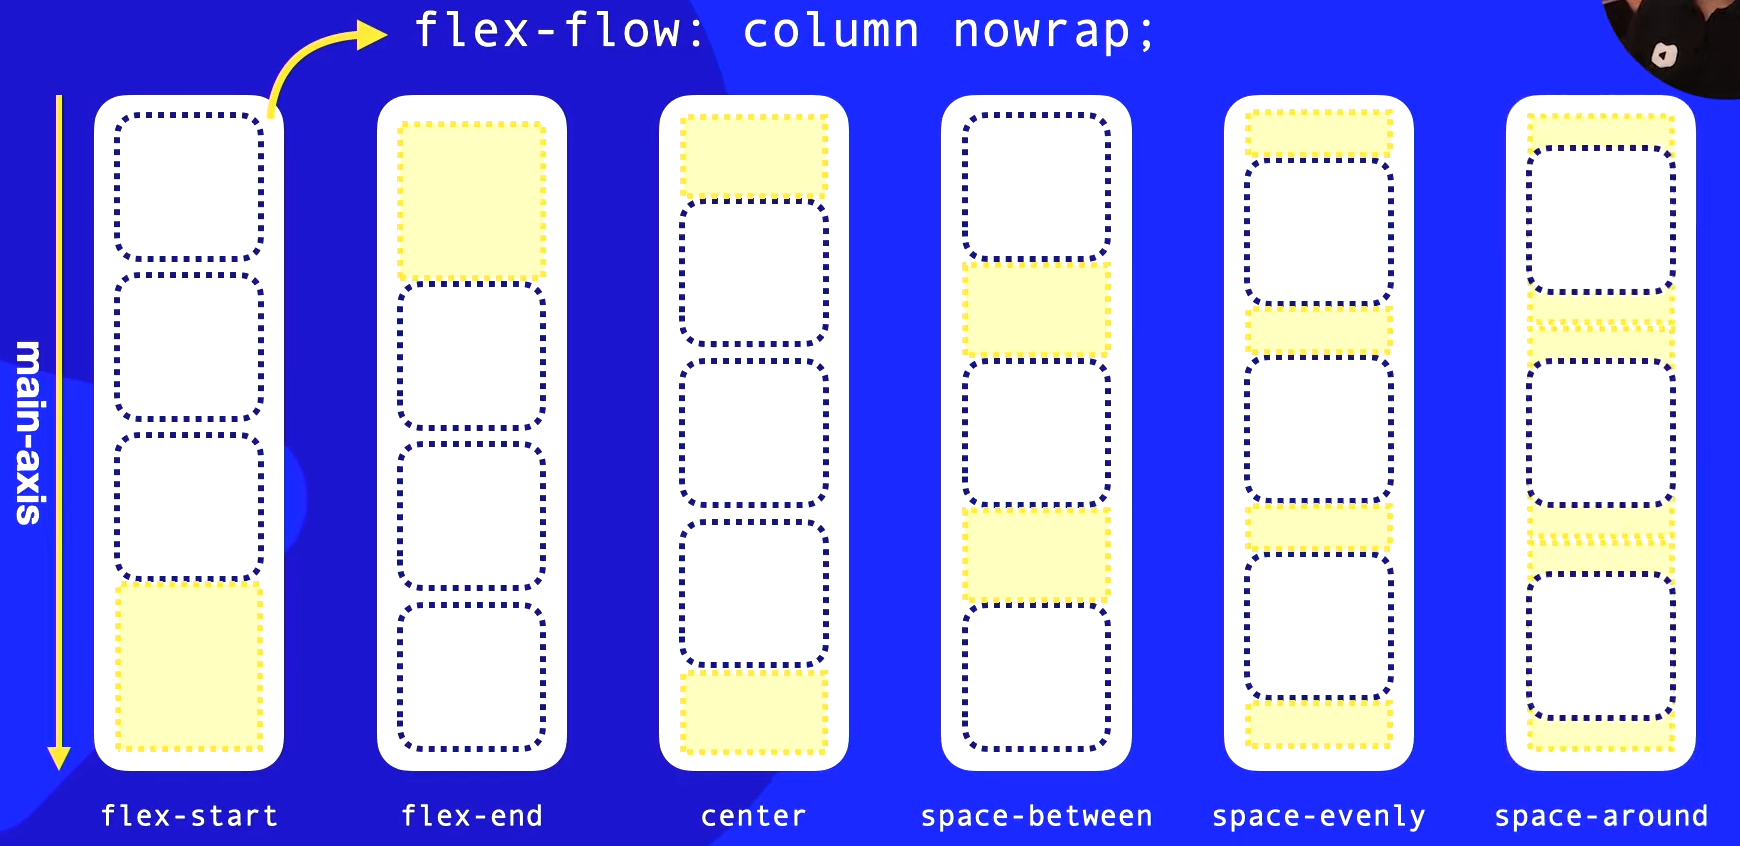 flex-flow: column nowrap;
main-axis
flex-start
flex-end
center
space-between
space-evenly
space-around